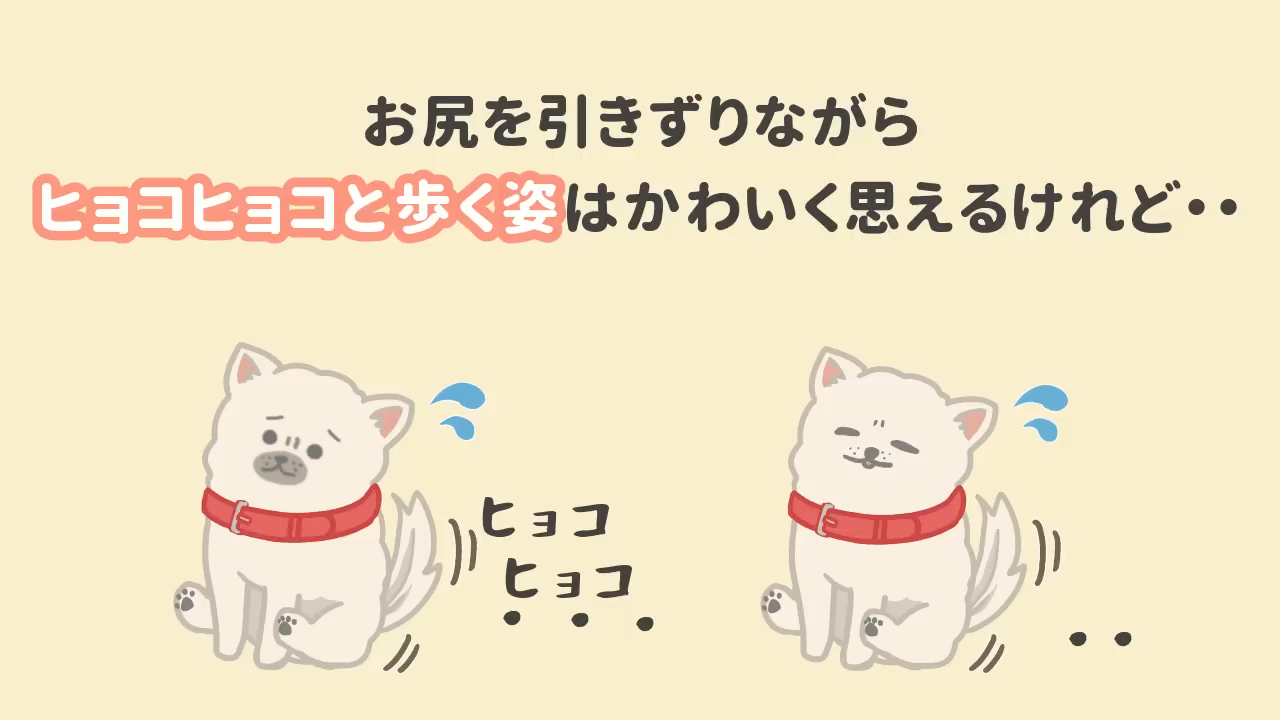 お尻を引きずりながら
ヒョコヒョコと歩く姿はかわいく思えるけれど・・
ヒョコ
ヒョコ
・・・
・・